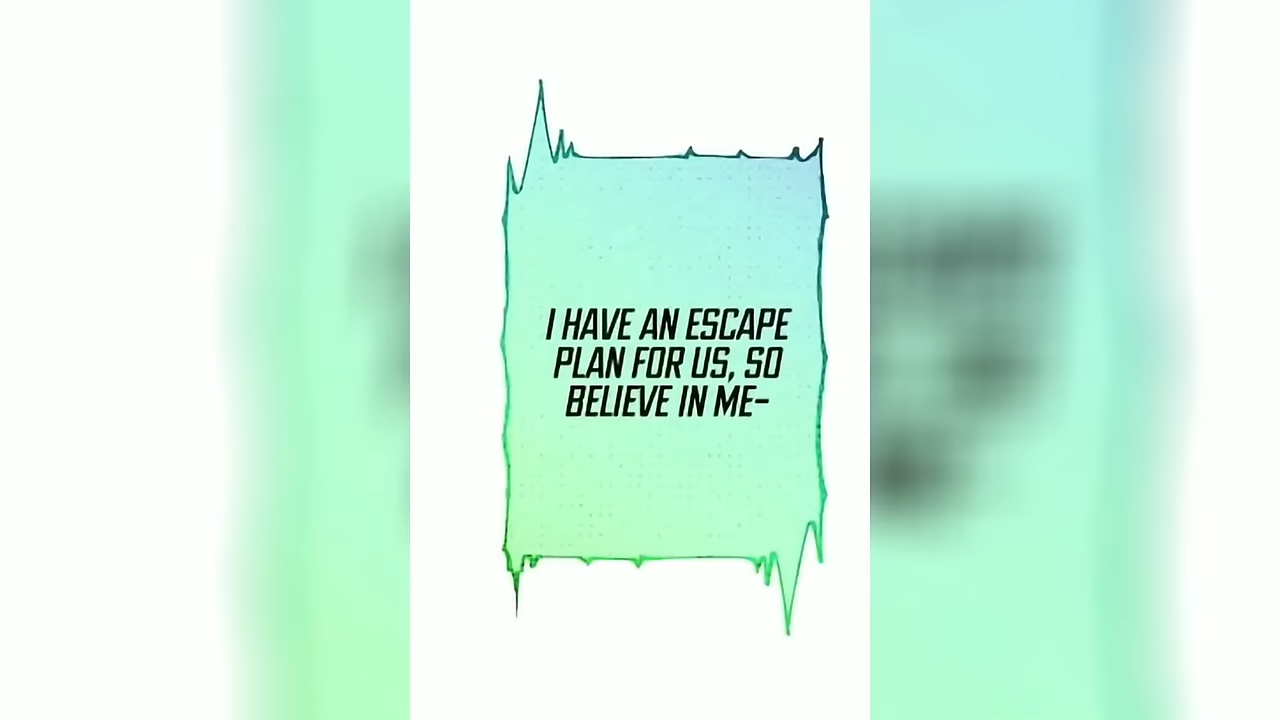 I HAVE AN ESCAPE
PLAN FOR US, SO
BELIEVE IN ME-